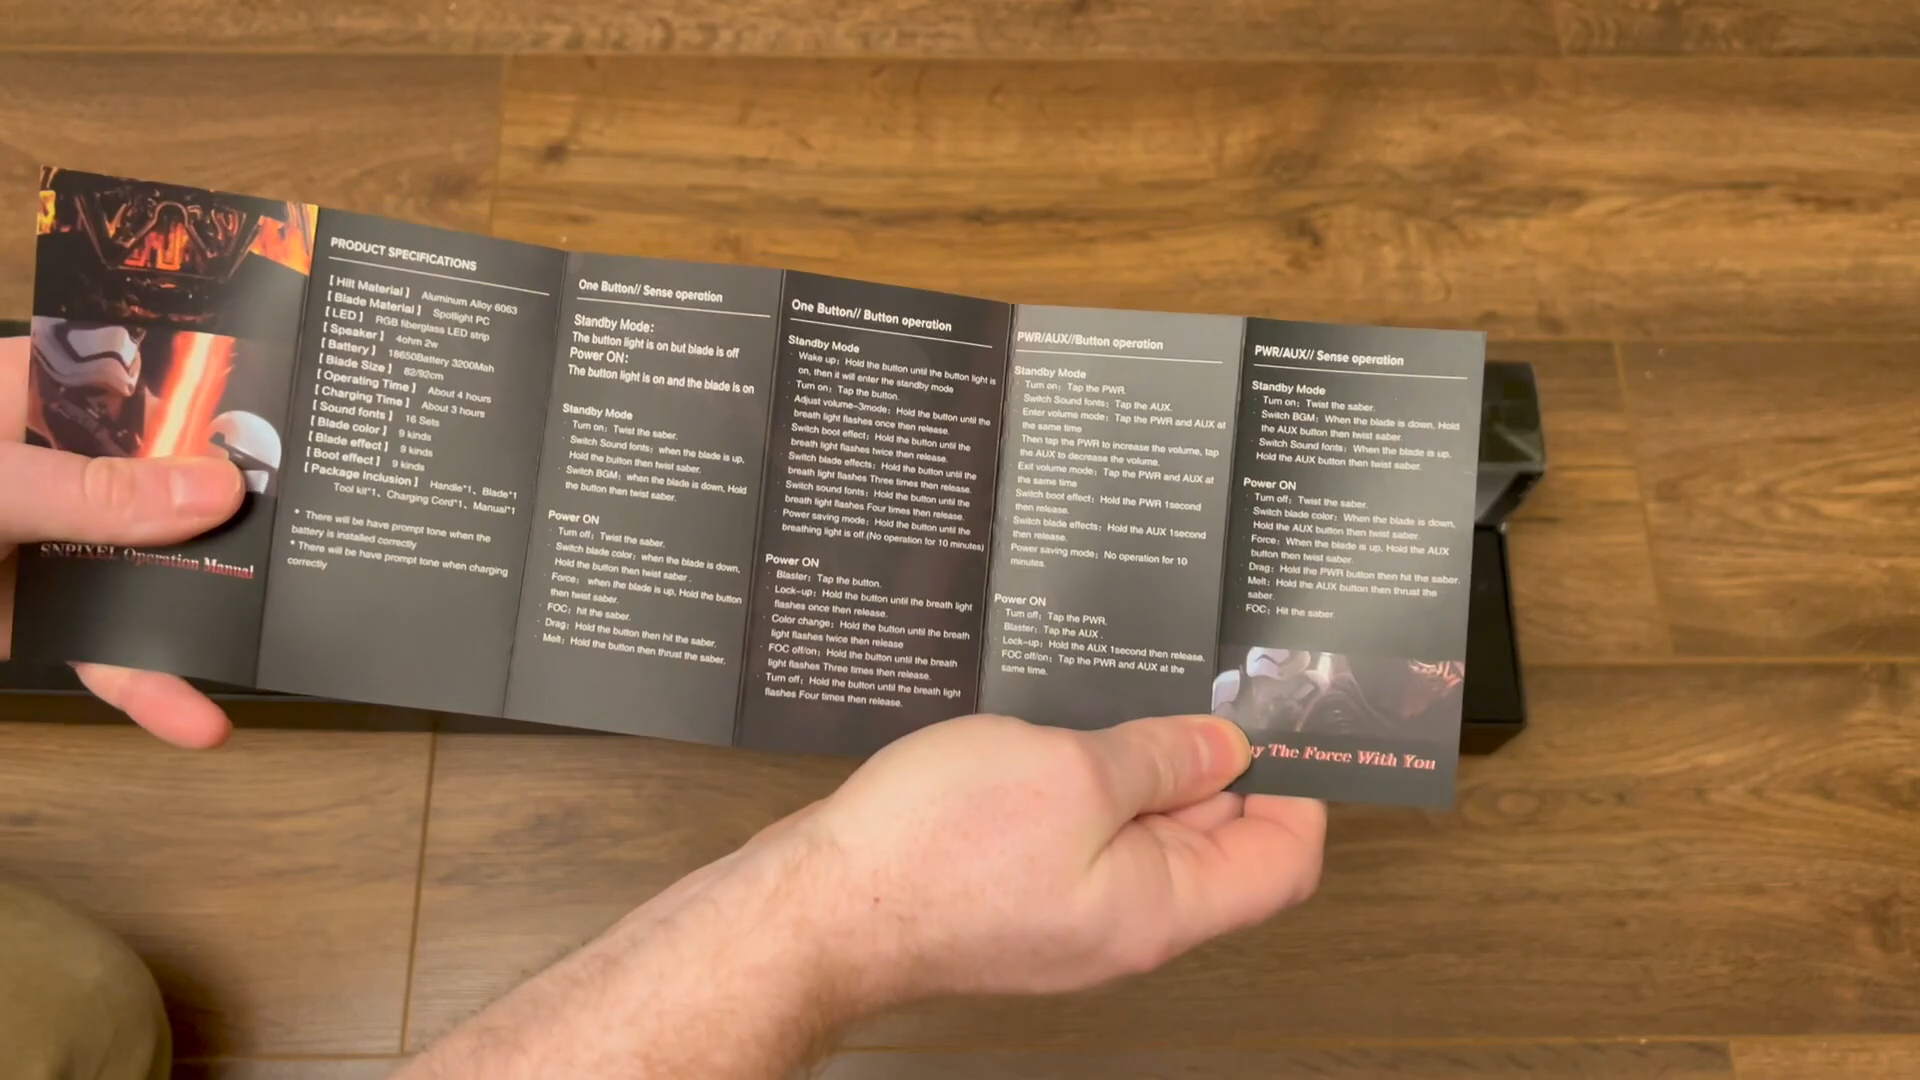 SNPIXEL Operation Manual
PRODUCT SPECIFICATIONS
【 Hilt Material 】 Aluminum Alloy 6063
【 Blade Material 】 Spotlight PC
【 LED 】 RGB fiberglass LED strip
【 Speaker 】 4ohm 2w
【 Battery 】 18650Battery 3200Mah
【 Blade Size 】 82/92cm
【 Operating Time 】 About 4 hours
【 Charging Time 】 About 3 hours
【 Sound fonts 】 16 Sets
【 Blade color 】 9 kinds
【 Blade effect 】 9 kinds
【 Boot effect 】 9 kinds
【 Package Inclusion 】 Handle*1、Blade*1
Tool kit*1、Charging Cord*1、Manual*1
* There will be have prompt tone when the
battery is installed correctly
* There will be have prompt tone when charging
correctly
One Button// Sense operation
Standby Mode:
The button light is on but blade is off
Power ON:
The button light is on and the blade is on
Standby Mode
· Turn on: Twist the saber.
· Switch Sound fonts: when the blade is up,
Hold the button then twist saber.
· Switch BGM: when the blade is down, Hold
the button then twist saber.
Power ON
· Turn off: Twist the saber.
· Switch blade color: when the blade is down,
Hold the button then twist saber .
· Force: when the blade is up, Hold the button
then twist saber.
· FOC: hit the saber.
· Drag: Hold the button then hit the saber.
· Melt: Hold the button then thrust the saber.
One Button// Button operation
Standby Mode
· Wake up: Hold the button until the button light is
on, then it will enter the standby mode
· Turn on: Tap the button.
· Adjust volume-3mode: Hold the button until the
breath light flashes once then release.
· Switch boot effect: Hold the button until the
breath light flashes twice then release.
· Switch blade effects: Hold the button until the
breath light flashes Three times then release.
· Switch sound fonts: Hold the button until the
breath light flashes Four times then release.
· Power saving mode: Hold the button until the
breathing light is off.(No operation for 10 minutes)
Power ON
· Blaster: Tap the button.
· Lock-up: Hold the button until the breath light
flashes once then release.
· Color change: Hold the button until the breath
light flashes twice then release
· FOC off/on: Hold the button until the breath
light flashes Three times then release.
· Turn off: Hold the button until the breath light
flashes Four times then release.
PWR/AUX//Button operation
Standby Mode
· Turn on: Tap the PWR.
· Switch Sound fonts: Tap the AUX.
· Enter volume mode: Tap the PWR and AUX at
the same time
Then tap the PWR to increase the volume, tap
the AUX to decrease the volume.
· Exit volume mode: Tap the PWR and AUX at
the same time
· Switch boot effect: Hold the PWR 1second
then release.
· Switch blade effects: Hold the AUX 1second
then release.
Power saving mode: No operation for 10
minutes.
Power ON
· Turn off: Tap the PWR.
· Blaster: Tap the AUX .
· Lock-up: Hold the AUX 1second then release.
· FOC off/on: Tap the PWR and AUX at the
same time.
PWR/AUX// Sense operation
Standby Mode
· Turn on: Twist the saber.
· Switch BGM: When the blade is down, Hold
the AUX button then twist saber.
· Switch Sound fonts: When the blade is up,
Hold the AUX button then twist saber.
Power ON
· Turn off: Twist the saber.
· Switch blade color: When the blade is down,
Hold the AUX button then twist saber.
· Force: When the blade is up, Hold the AUX
button then twist saber.
· Drag: Hold the PWR button then hit the saber.
· Melt: Hold the AUX button then thrust the
saber.
· FOC: Hit the saber.
The Force With You